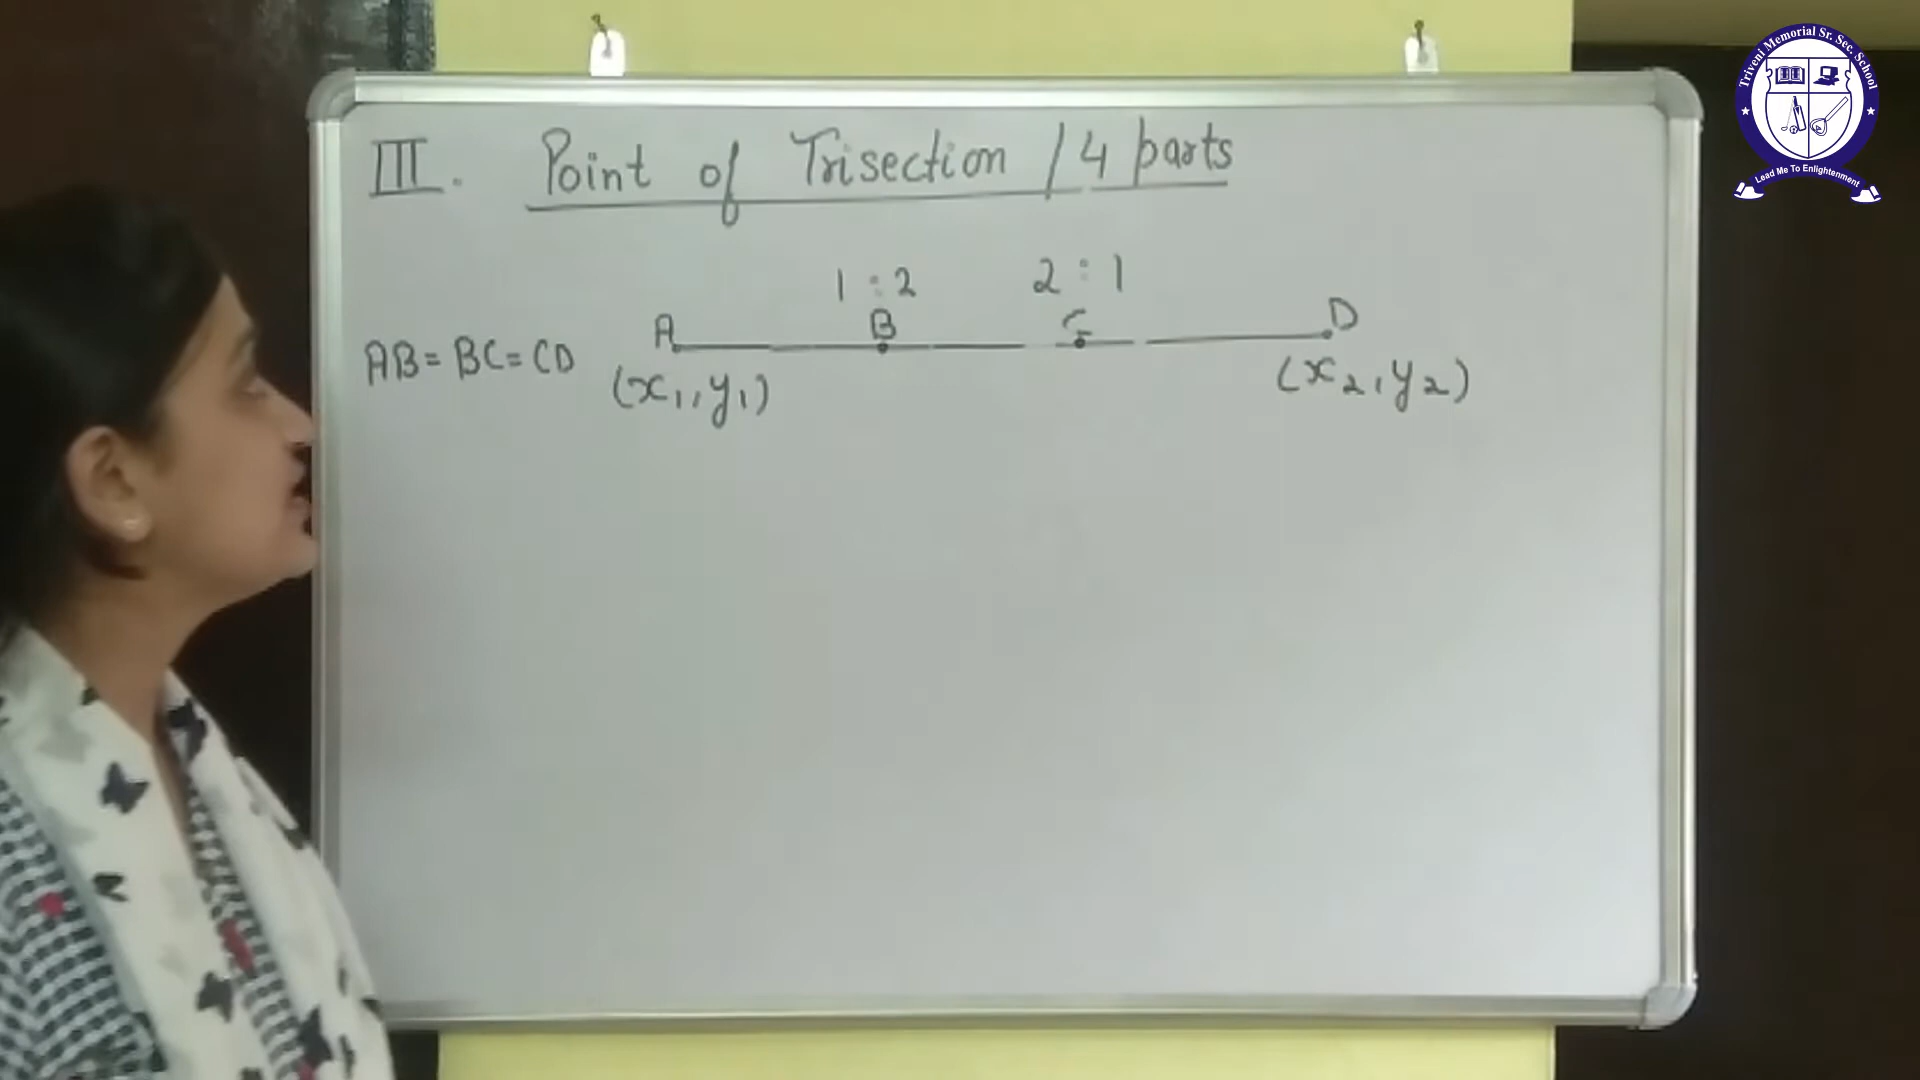 III. Point of Trisection / 4 parts
1 : 2 2 : 1
A B C D
AB = BC = CD
(x₁, y₁) (x₂, y₂)
Triveni Memorial Sr. Sec. School
Lead Me To Enlightenment